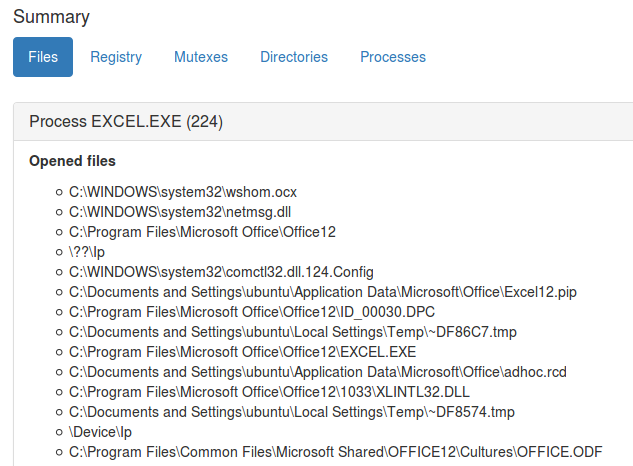 Summary
Files Registry Mutexes Directories Processes
Process EXCEL.EXE (224)
Opened files
C:\WINDOWS\system32\wshom.ocx
C:\WINDOWS\system32\netmsg.dll
C:\Program Files\Microsoft Office\Office12
\??\Ip
C:\WINDOWS\system32\comctl32.dll.124.Config
C:\Documents and Settings\ubuntu\Application Data\Microsoft\Office\Excel12.pip
C:\Program Files\Microsoft Office\Office12\ID_00030.DPC
C:\Documents and Settings\ubuntu\Local Settings\Temp\~DF86C7.tmp
C:\Program Files\Microsoft Office\Office12\EXCEL.EXE
C:\Documents and Settings\ubuntu\Application Data\Microsoft\Office\adhoc.rcd
C:\Program Files\Microsoft Office\Office12\1033\XLINTL32.DLL
C:\Documents and Settings\ubuntu\Local Settings\Temp\~DF8574.tmp
\Device\Ip
C:\Program Files\Common Files\Microsoft Shared\OFFICE12\Cultures\OFFICE.ODF